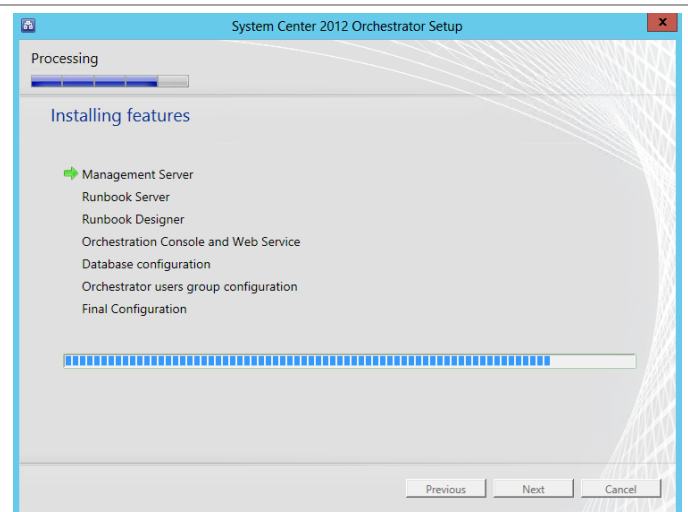 System Center 2012 Orchestrator Setup
x
Processing
Installing features
Management Server
Runbook Server
Runbook Designer
Orchestration Console and Web Service
Database configuration
Orchestrator users group configuration
Final Configuration
Previous Next Cancel